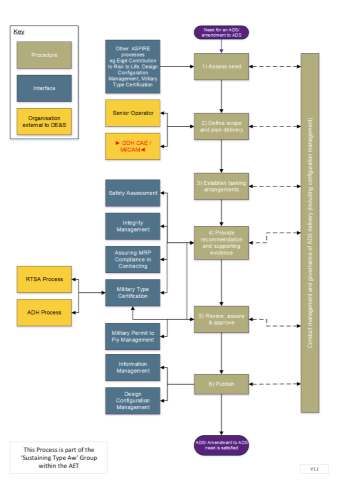 Key
Procedure
Interface
Organisation
external to DE&S
Need for an ADS/
amendment to ADS
Other ASPIRE
processes
eg Eqpt Contribution
to Risk to Life, Design
Configuration
Management, Military
Type Certification
1) Assess need
Senior Operator
► DDH CAE /
MilCAM◄
2) Define scope
and plan delivery
3) Establish tasking
arrangements
Safety Assessment
Integrity
Management
Assuring MRP
Compliance in
Contracting
4) Provide
recommendation
and supporting
evidence
RTSA Process
ADH Process
Military Type
Certification
Military Permit to
Fly Management
5) Review, assure
& approve
Information
Management
Design
Configuration
Management
6) Publish
ADS/ Amendment to ADS
need is satisfied
Conduct management and governance of ADS delivery (including configuration management)
This Process is part of the
'Sustaining Type Aw' Group
within the AET
V1.1